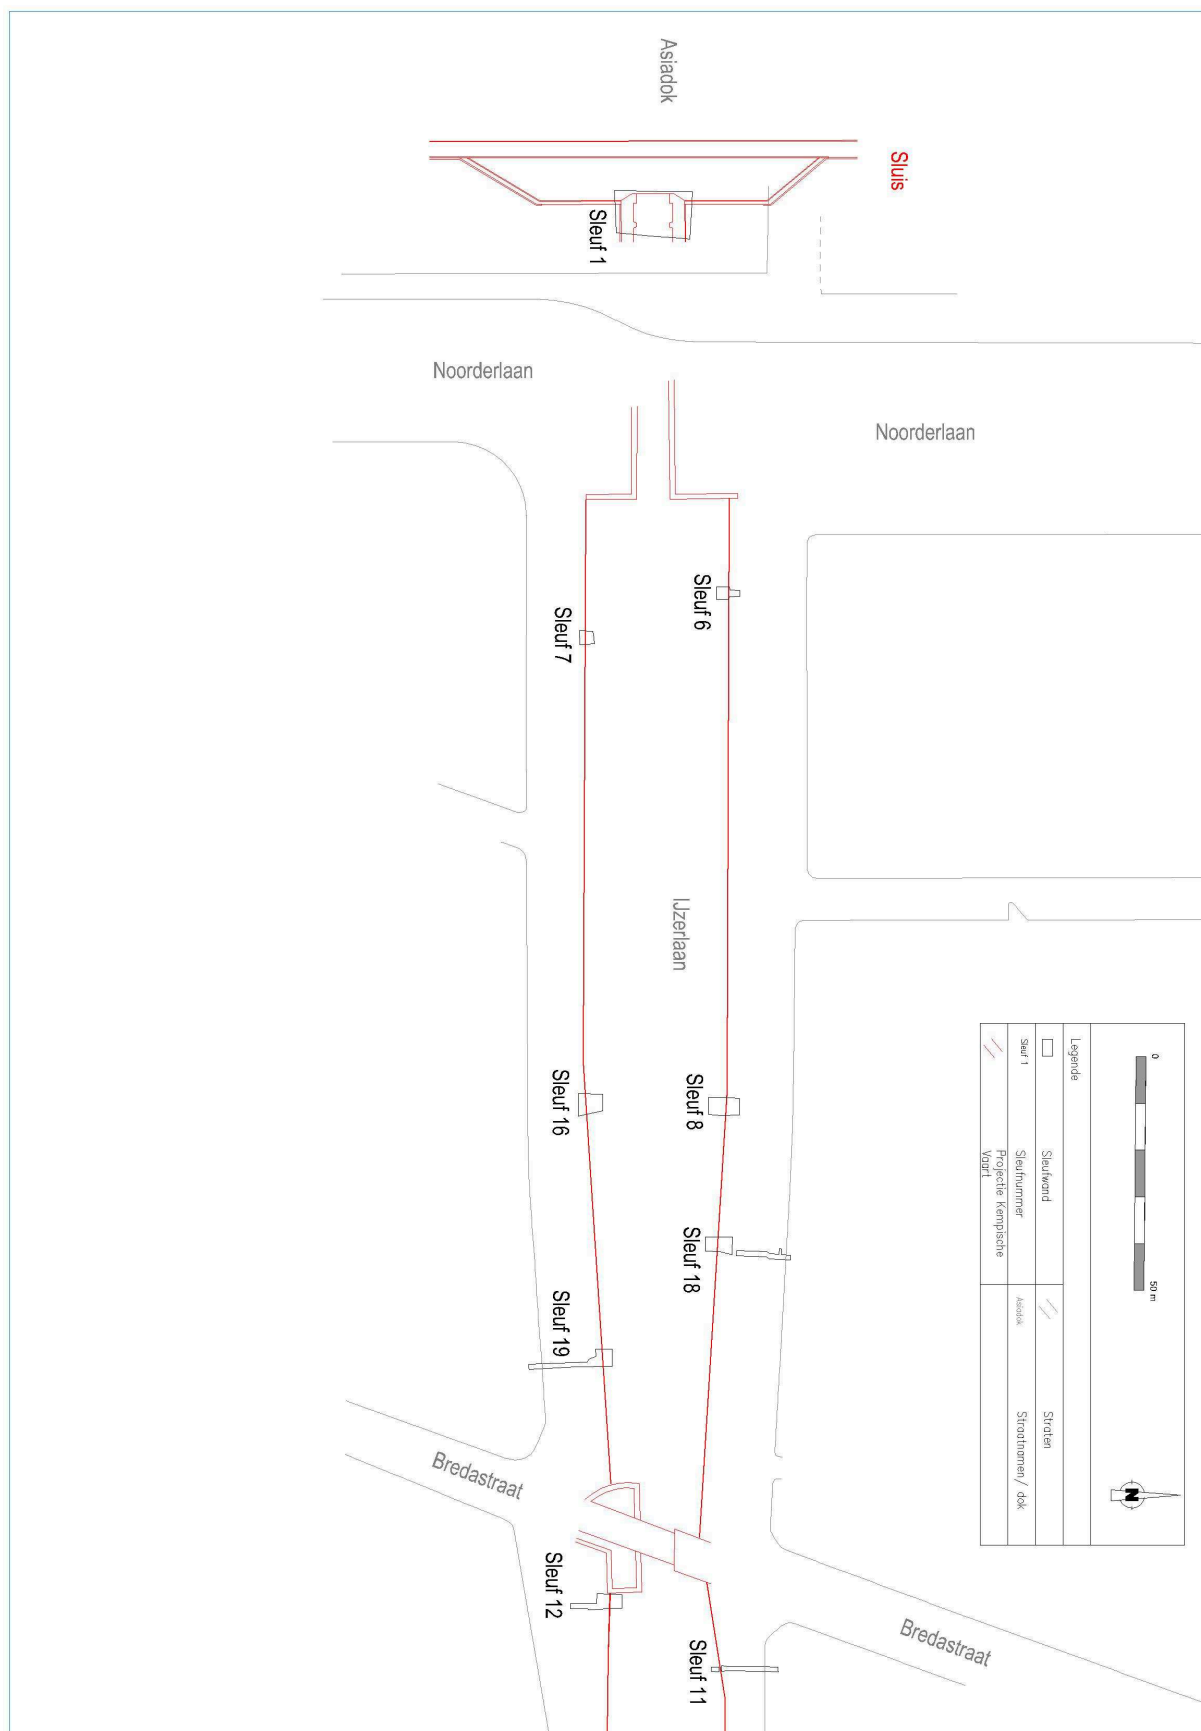 Asiadok
Sluis
Sleuf 1
Noorderlaan
Noorderlaan
Sleuf 6
Sleuf 7
IJzerlaan
Sleuf 16
Sleuf 8
Sleuf 18
Sleuf 19
Bredastraat
Sleuf 12
Sleuf 11
Bredastraat
0
50 m
N
Legende
Sleufwand
Straten
Sleuf 1
Sleufnummer
Asiadok
Straatnamen / dok
Projectie Kempische
Vaart